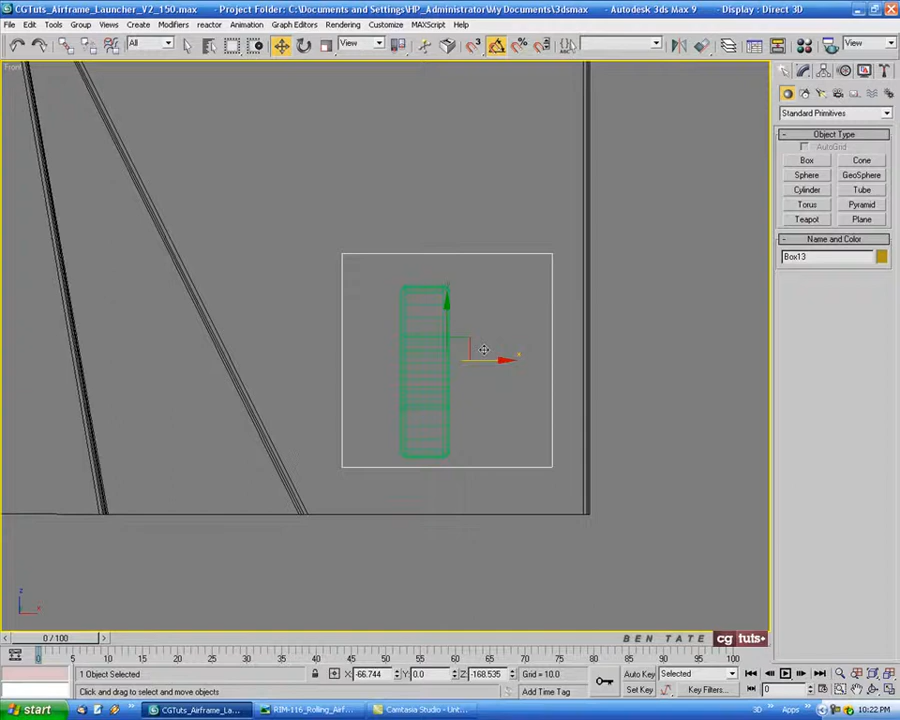 CGTuts_Airframe_Launcher_V2_150.max - Project Folder: C:\Documents and Settings\HP_Administrator\My Documents\3dsmax - Autodesk 3ds Max 9 - Display : Direct 3D
File Edit Tools Group Views Create Modifiers reactor Animation Graph Editors Rendering Customize MAXScript Help
All View View
Front
Standard Primitives
Object Type
AutoGrid
Box Cone
Sphere GeoSphere
Cylinder Tube
Torus Pyramid
Teapot Plane
Name and Color
Box13
z
x
0 / 100
BEN TATE cg tuts+
0 5 10 15 20 25 30 35 40 45 50 55 60 65 70 75 80 85 90 95 100
1 Object Selected X: -66.744 Y: 0.0 Z: -168.535 Grid = 10.0 Auto Key Selected
Click and drag to select and move objects Add Time Tag Set Key Key Filters... 0
start CGTuts_Airframe_La... RIM-116_Rolling_Airf... Camtasia Studio - Unt... 3D Apps 10:22 PM